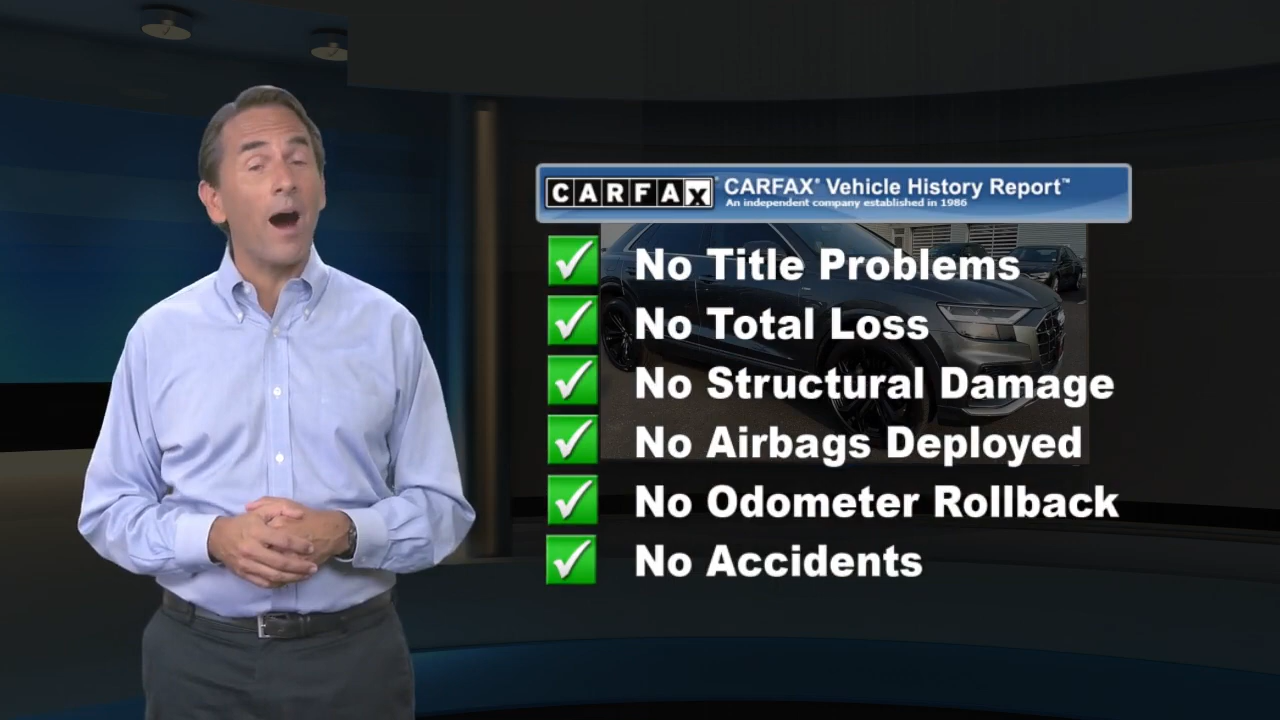 CARFAX® CARFAX® Vehicle History Report™
An independent company established in 1986
No Title Problems
No Total Loss
No Structural Damage
No Airbags Deployed
No Odometer Rollback
No Accidents